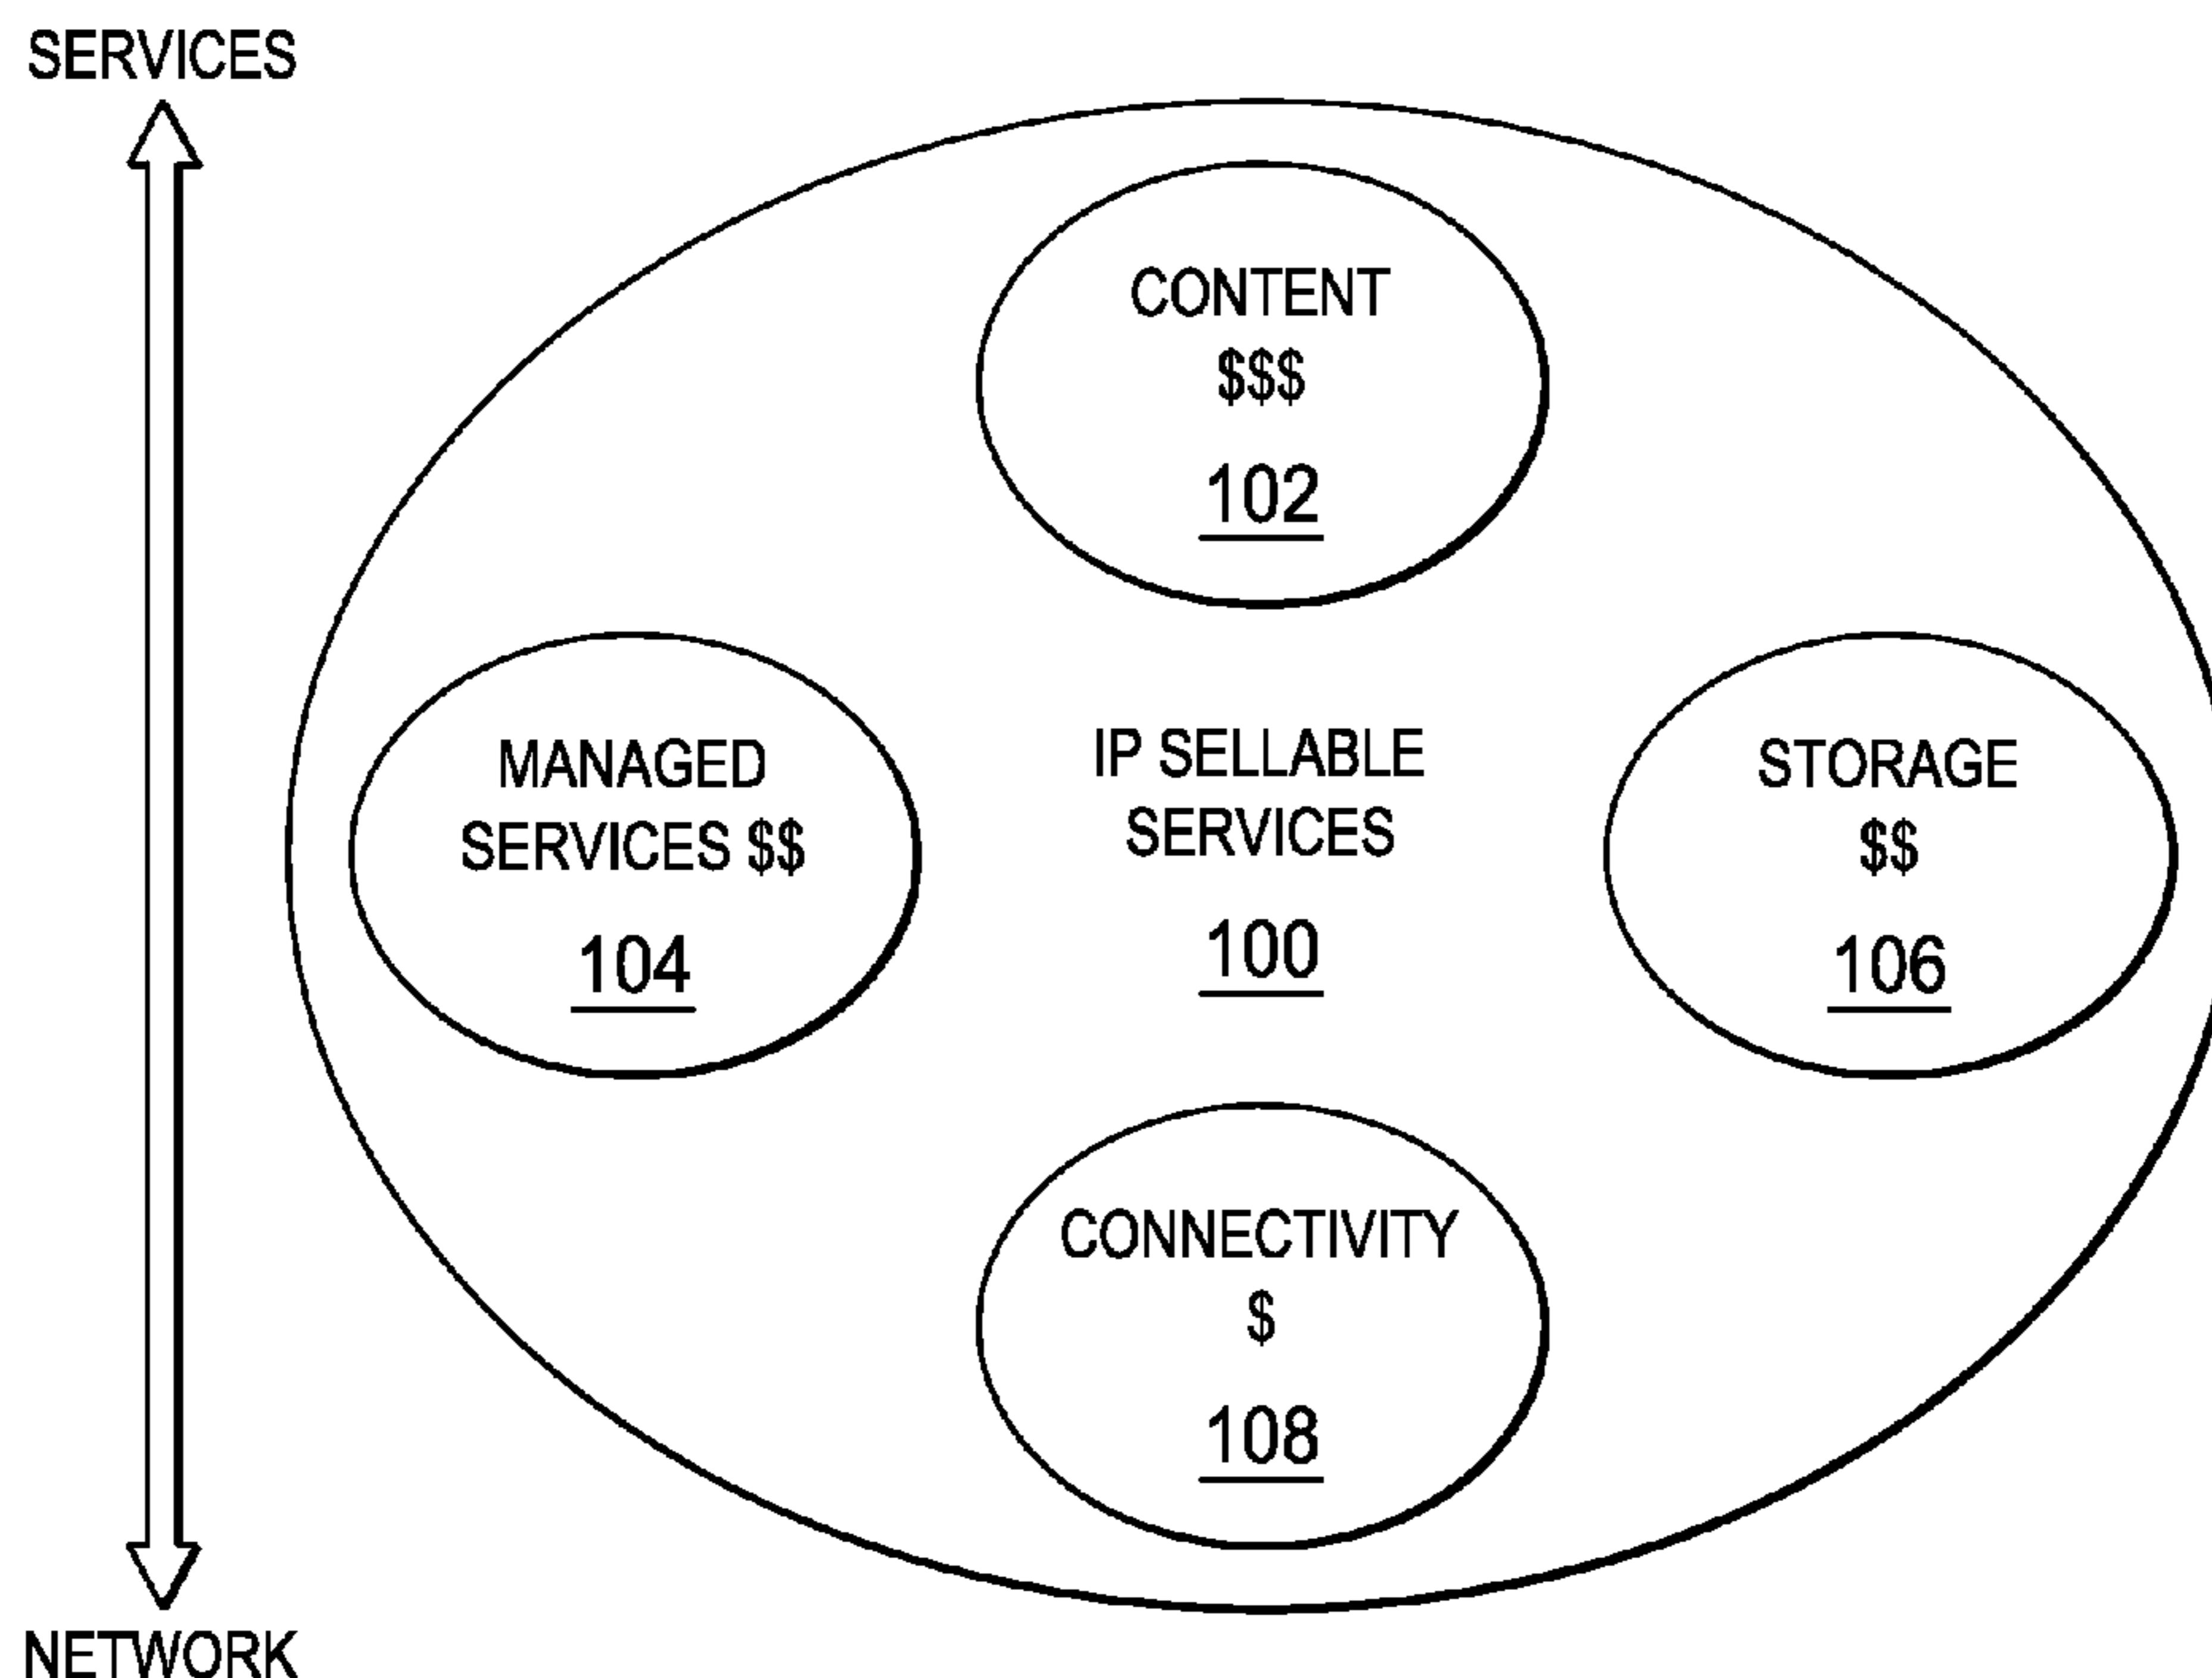 SERVICES
CONTENT
$$$
102
MANAGED
SERVICES $$
104
IP SELLABLE
SERVICES
100
STORAGE
$$
106
CONNECTIVITY
$
108
NETWORK